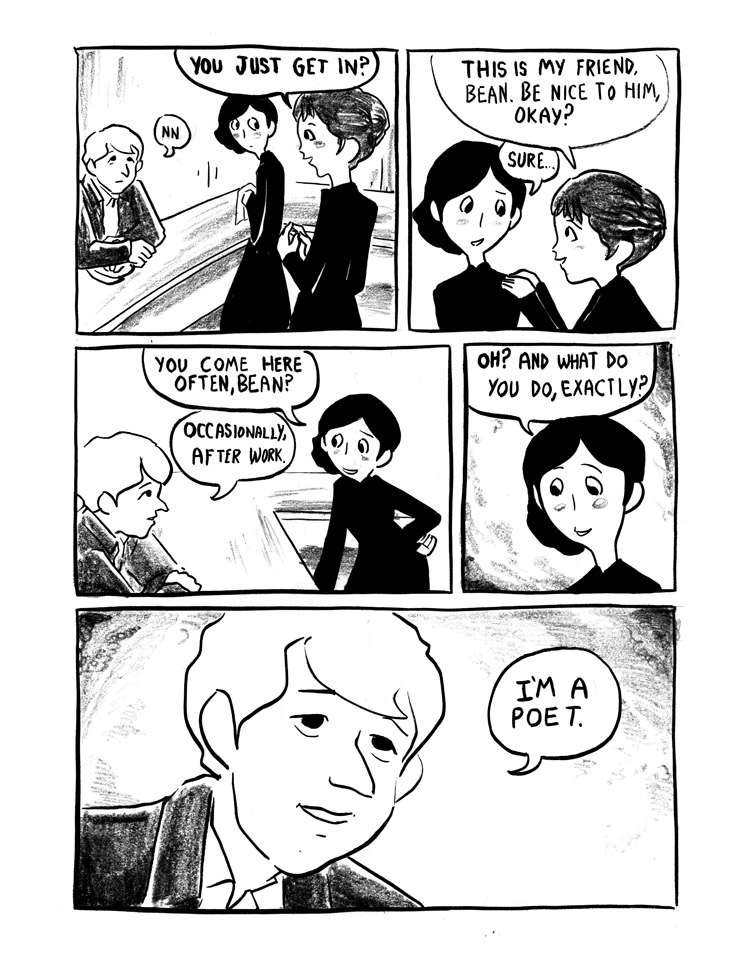 YOU JUST GET IN?
NN
THIS IS MY FRIEND,
BEAN. BE NICE TO HIM,
OKAY?
SURE...
YOU COME HERE
OFTEN, BEAN?
OCCASIONALLY,
AFTER WORK.
OH? AND WHAT DO
YOU DO, EXACTLY?
I'M A
POET.